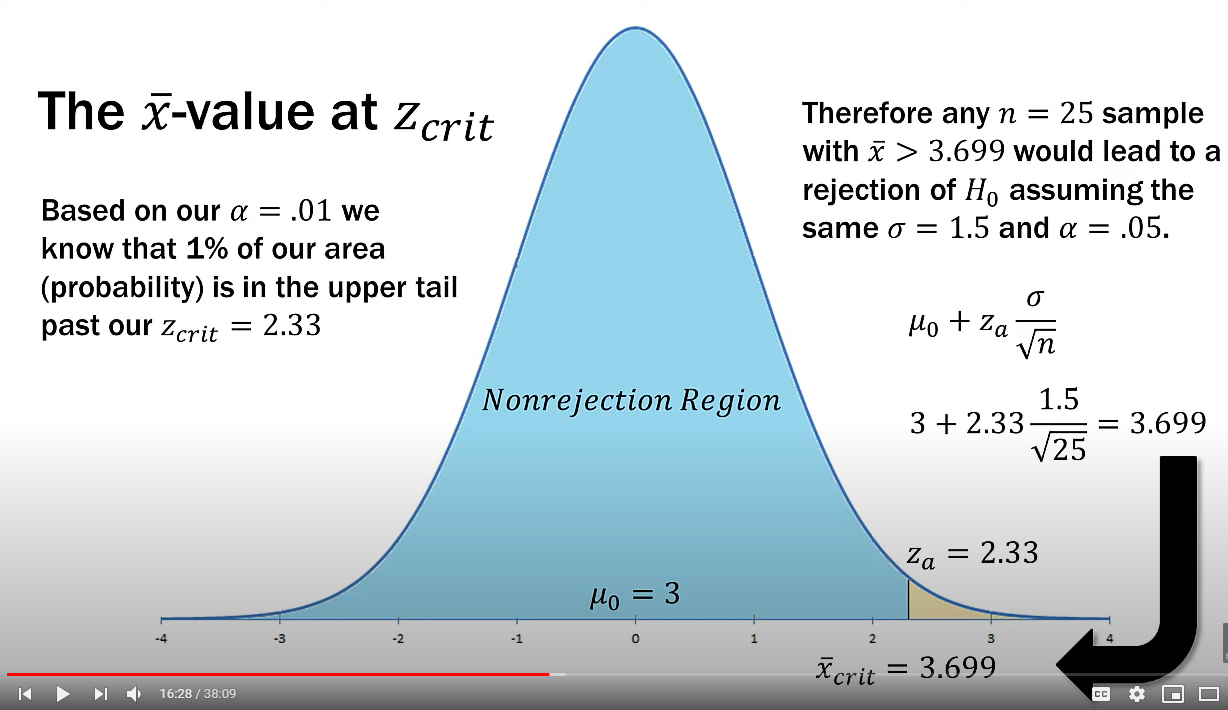 The x̄-value at z_crit
Based on our α = .01 we
know that 1% of our area
(probability) is in the upper tail
past our z_crit = 2.33
Therefore any n = 25 sample
with x̄ > 3.699 would lead to a
rejection of H₀ assuming the
same σ = 1.5 and α = .05.
μ₀ + z_a σ/√n
3 + 2.33 1.5/√25 = 3.699
Nonrejection Region
z_a = 2.33
μ₀ = 3
-4 -3 -2 -1 0 1 2 3 4
x̄_crit = 3.699
16:28 / 38:09
CC